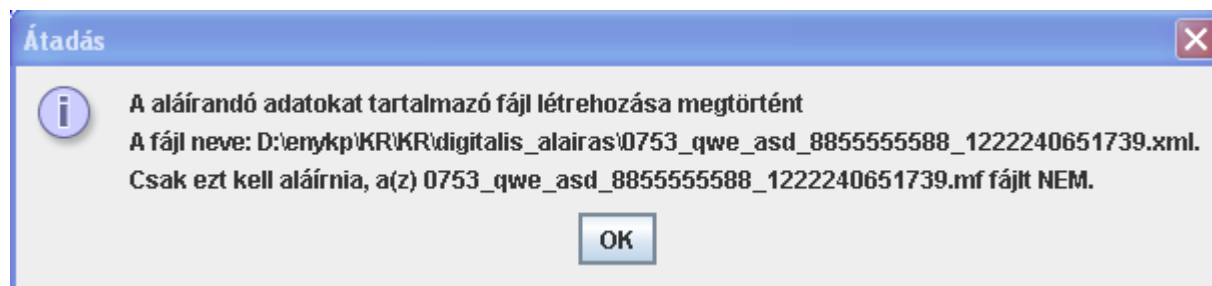 Átadás
A aláírandó adatokat tartalmazó fájl létrehozása megtörtént
A fájl neve: D:\enykp\KR\KR\digitalis_alairas\0753_qwe_asd_8855555588_1222240651739.xml.
Csak ezt kell aláírnia, a(z) 0753_qwe_asd_8855555588_1222240651739.mf fájlt NEM.
OK